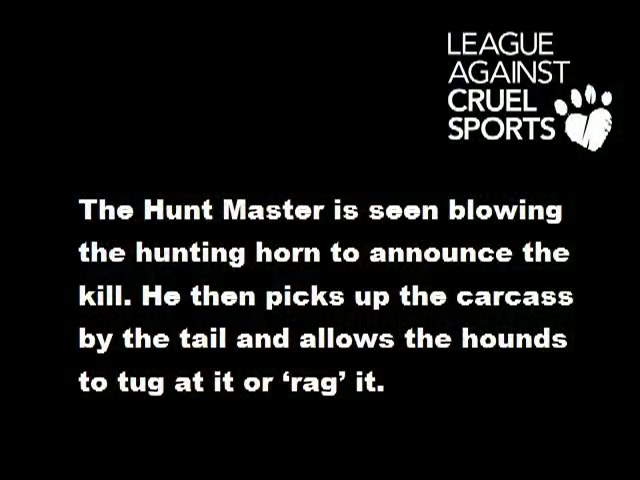 LEAGUE
AGAINST
CRUEL
SPORTS
The Hunt Master is seen blowing
the hunting horn to announce the
kill. He then picks up the carcass
by the tail and allows the hounds
to tug at it or ‘rag’ it.